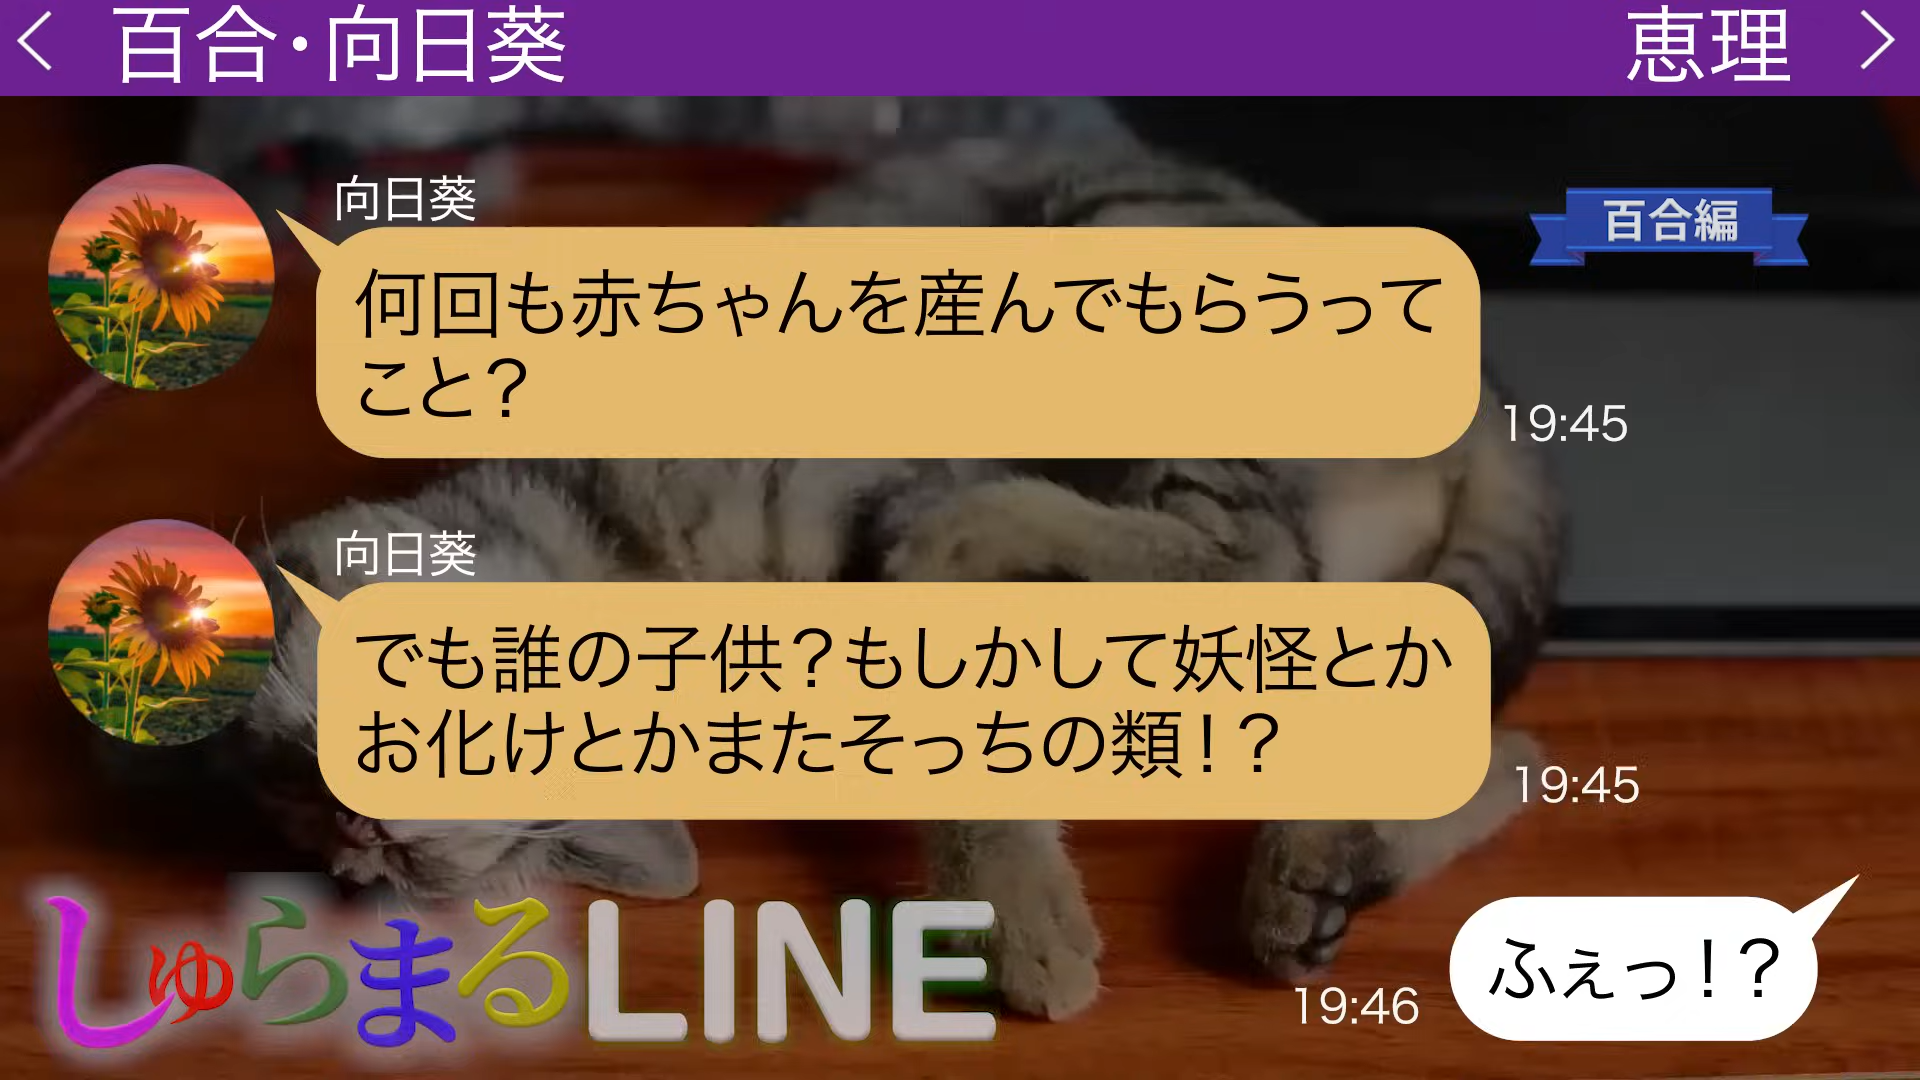 百合・向日葵
恵理
向日葵
百合編
何回も赤ちゃんを産んでもらうって
こと？
19:45
向日葵
でも誰の子供？もしかして妖怪とか
お化けとかまたそっちの類！？
19:45
ふぇっ！？
19:46
しゅらまるLINE